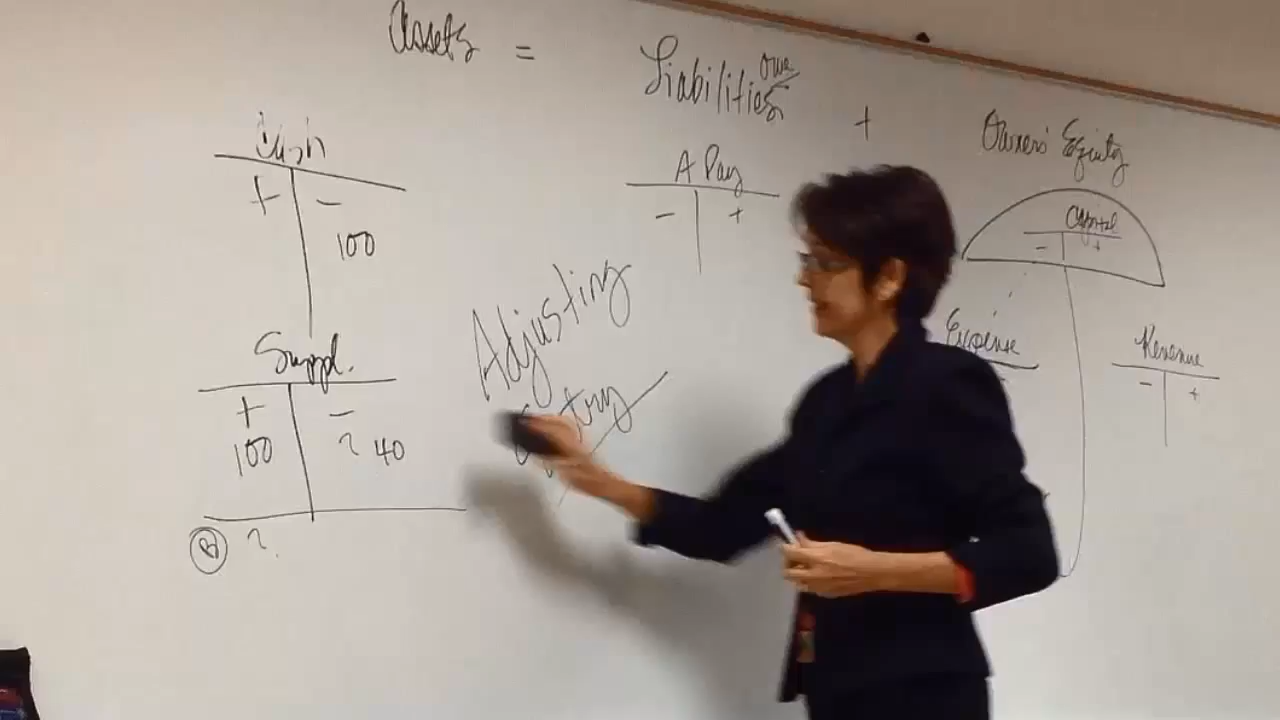 Assets = Liabilities + Owners' Equity
Owe
Cash
+ -
100
Suppl.
+ -
100 ? 40
?
Adjusting
A Pay
- +
Capital
- +
Expense
Revenue
- +